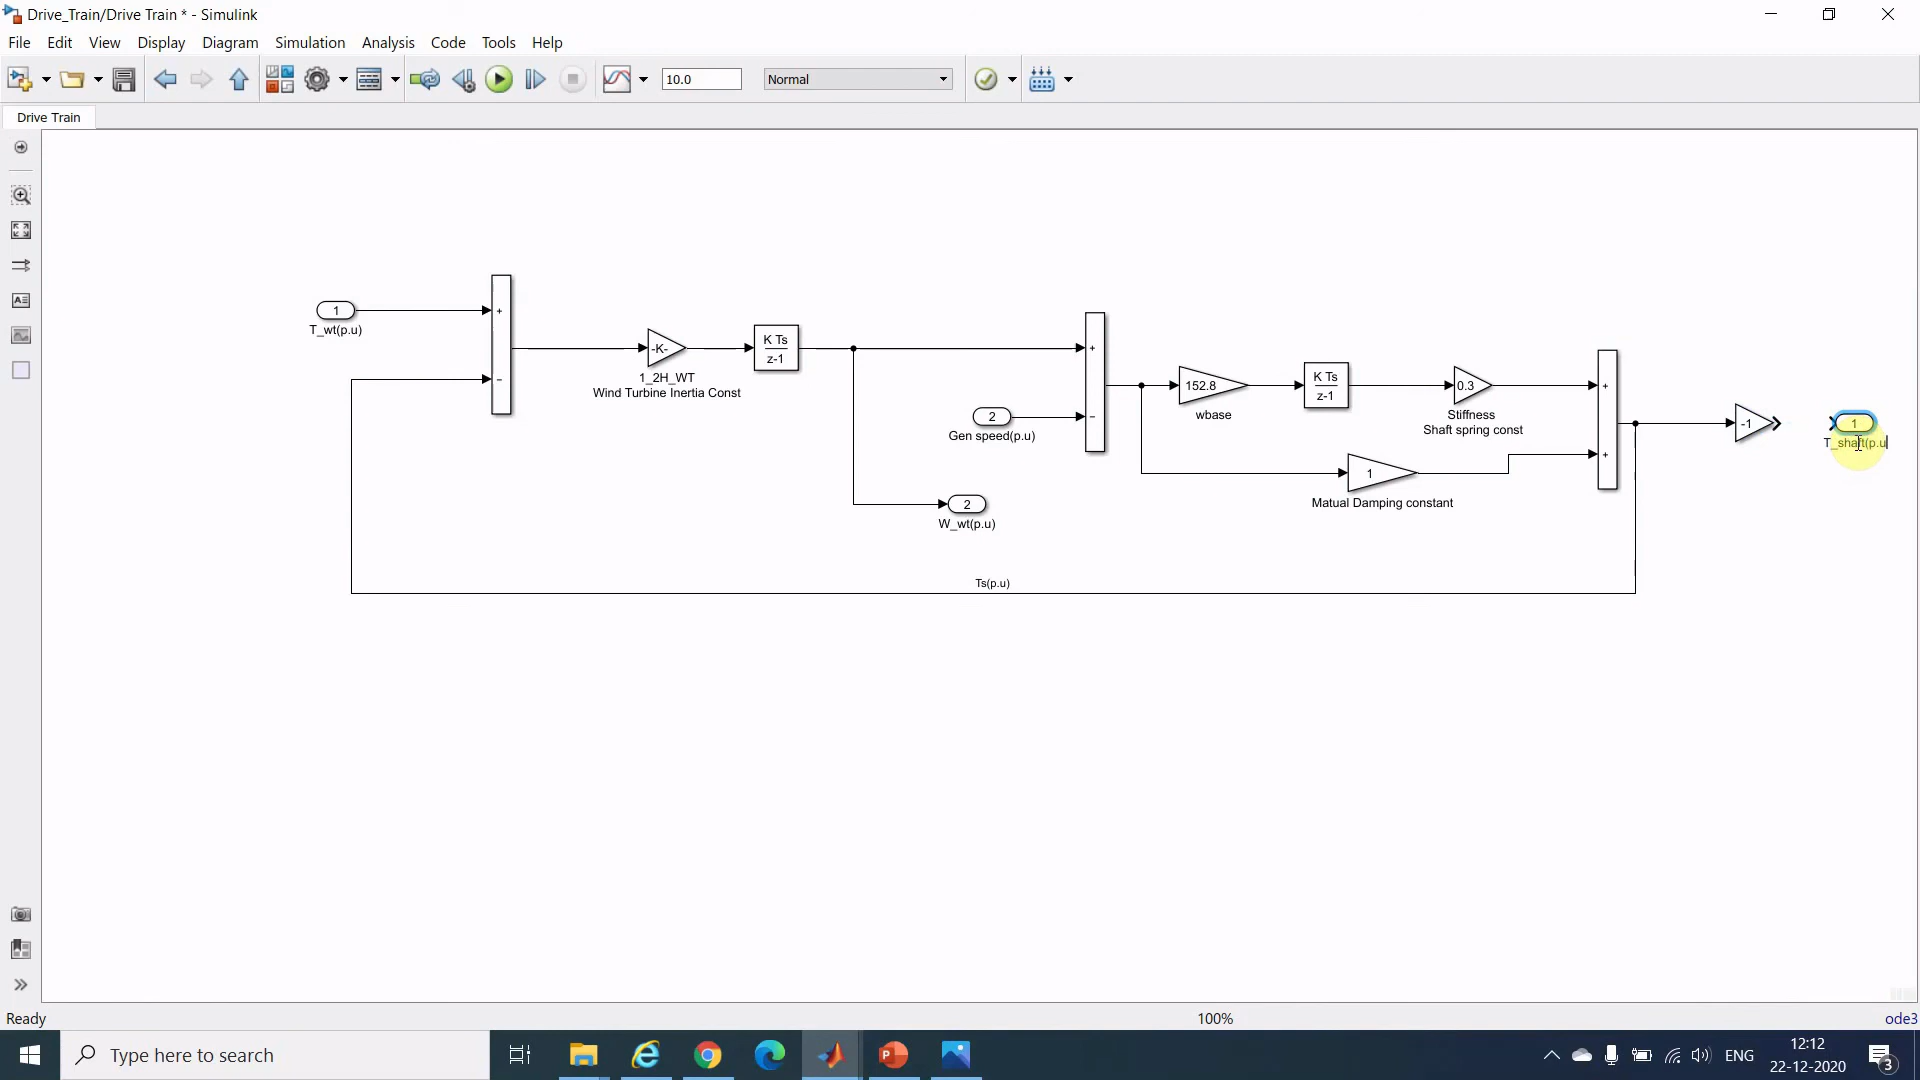 Drive_Train/Drive Train * - Simulink
File Edit View Display Diagram Simulation Analysis Code Tools Help
10.0
Normal
Drive Train
1
T_wt(p.u)
+
−
-K-
1_2H_WT
Wind Turbine Inertia Const
K Ts
z-1
2
Gen speed(p.u)
2
W_wt(p.u)
+
−
152.8
wbase
K Ts
z-1
0.3
Stiffness
Shaft spring const
1
Matual Damping constant
+
+
-1
1
T_shaft(p.u
Ts(p.u)
Ready
100%
ode3
Type here to search
ENG
12:12
22-12-2020
3